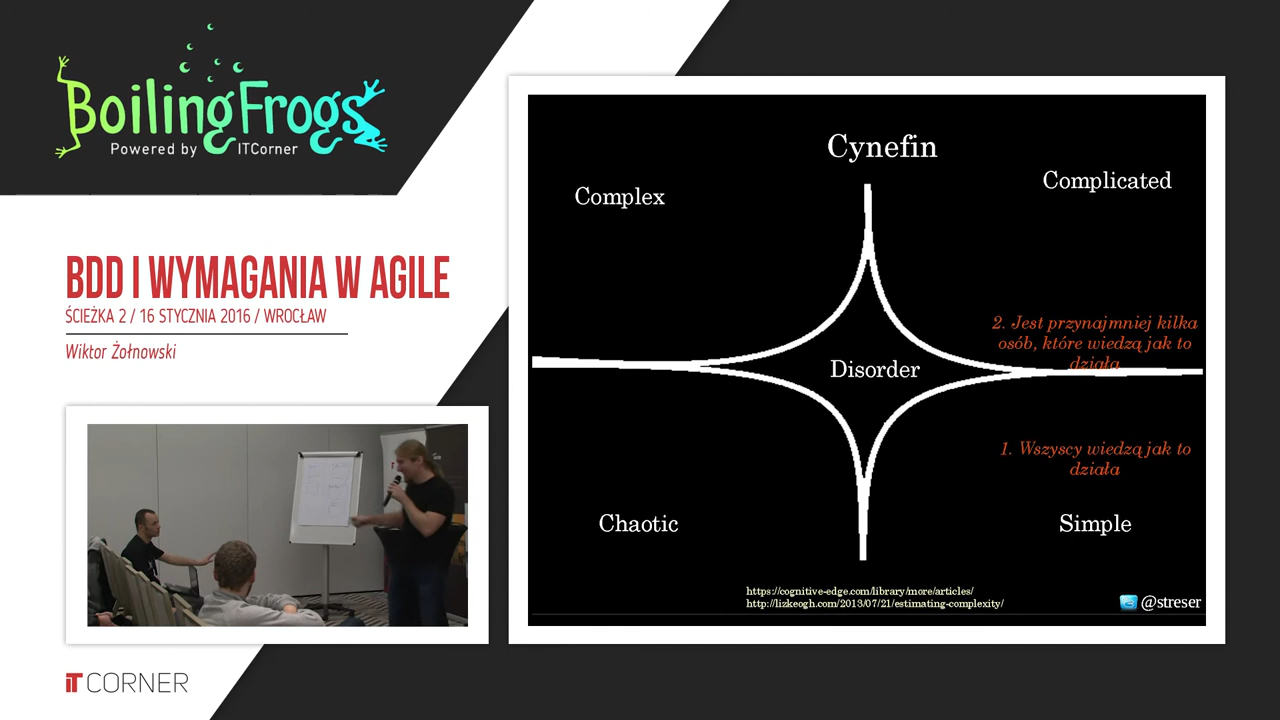 BoilingFrogs
Powered by ITCorner
BDD I WYMAGANIA W AGILE
ŚCIEŻKA 2 / 16 STYCZNIA 2016 / WROCŁAW
Wiktor Żołnowski
iT CORNER
Cynefin
Complex
Complicated
2. Jest przynajmniej kilka
osób, które wiedzą jak to
działa
Disorder
1. Wszyscy wiedzą jak to
działa
Chaotic
Simple
https://cognitive-edge.com/library/more/articles/
http://lizkeogh.com/2013/07/21/estimating-complexity/
@streser